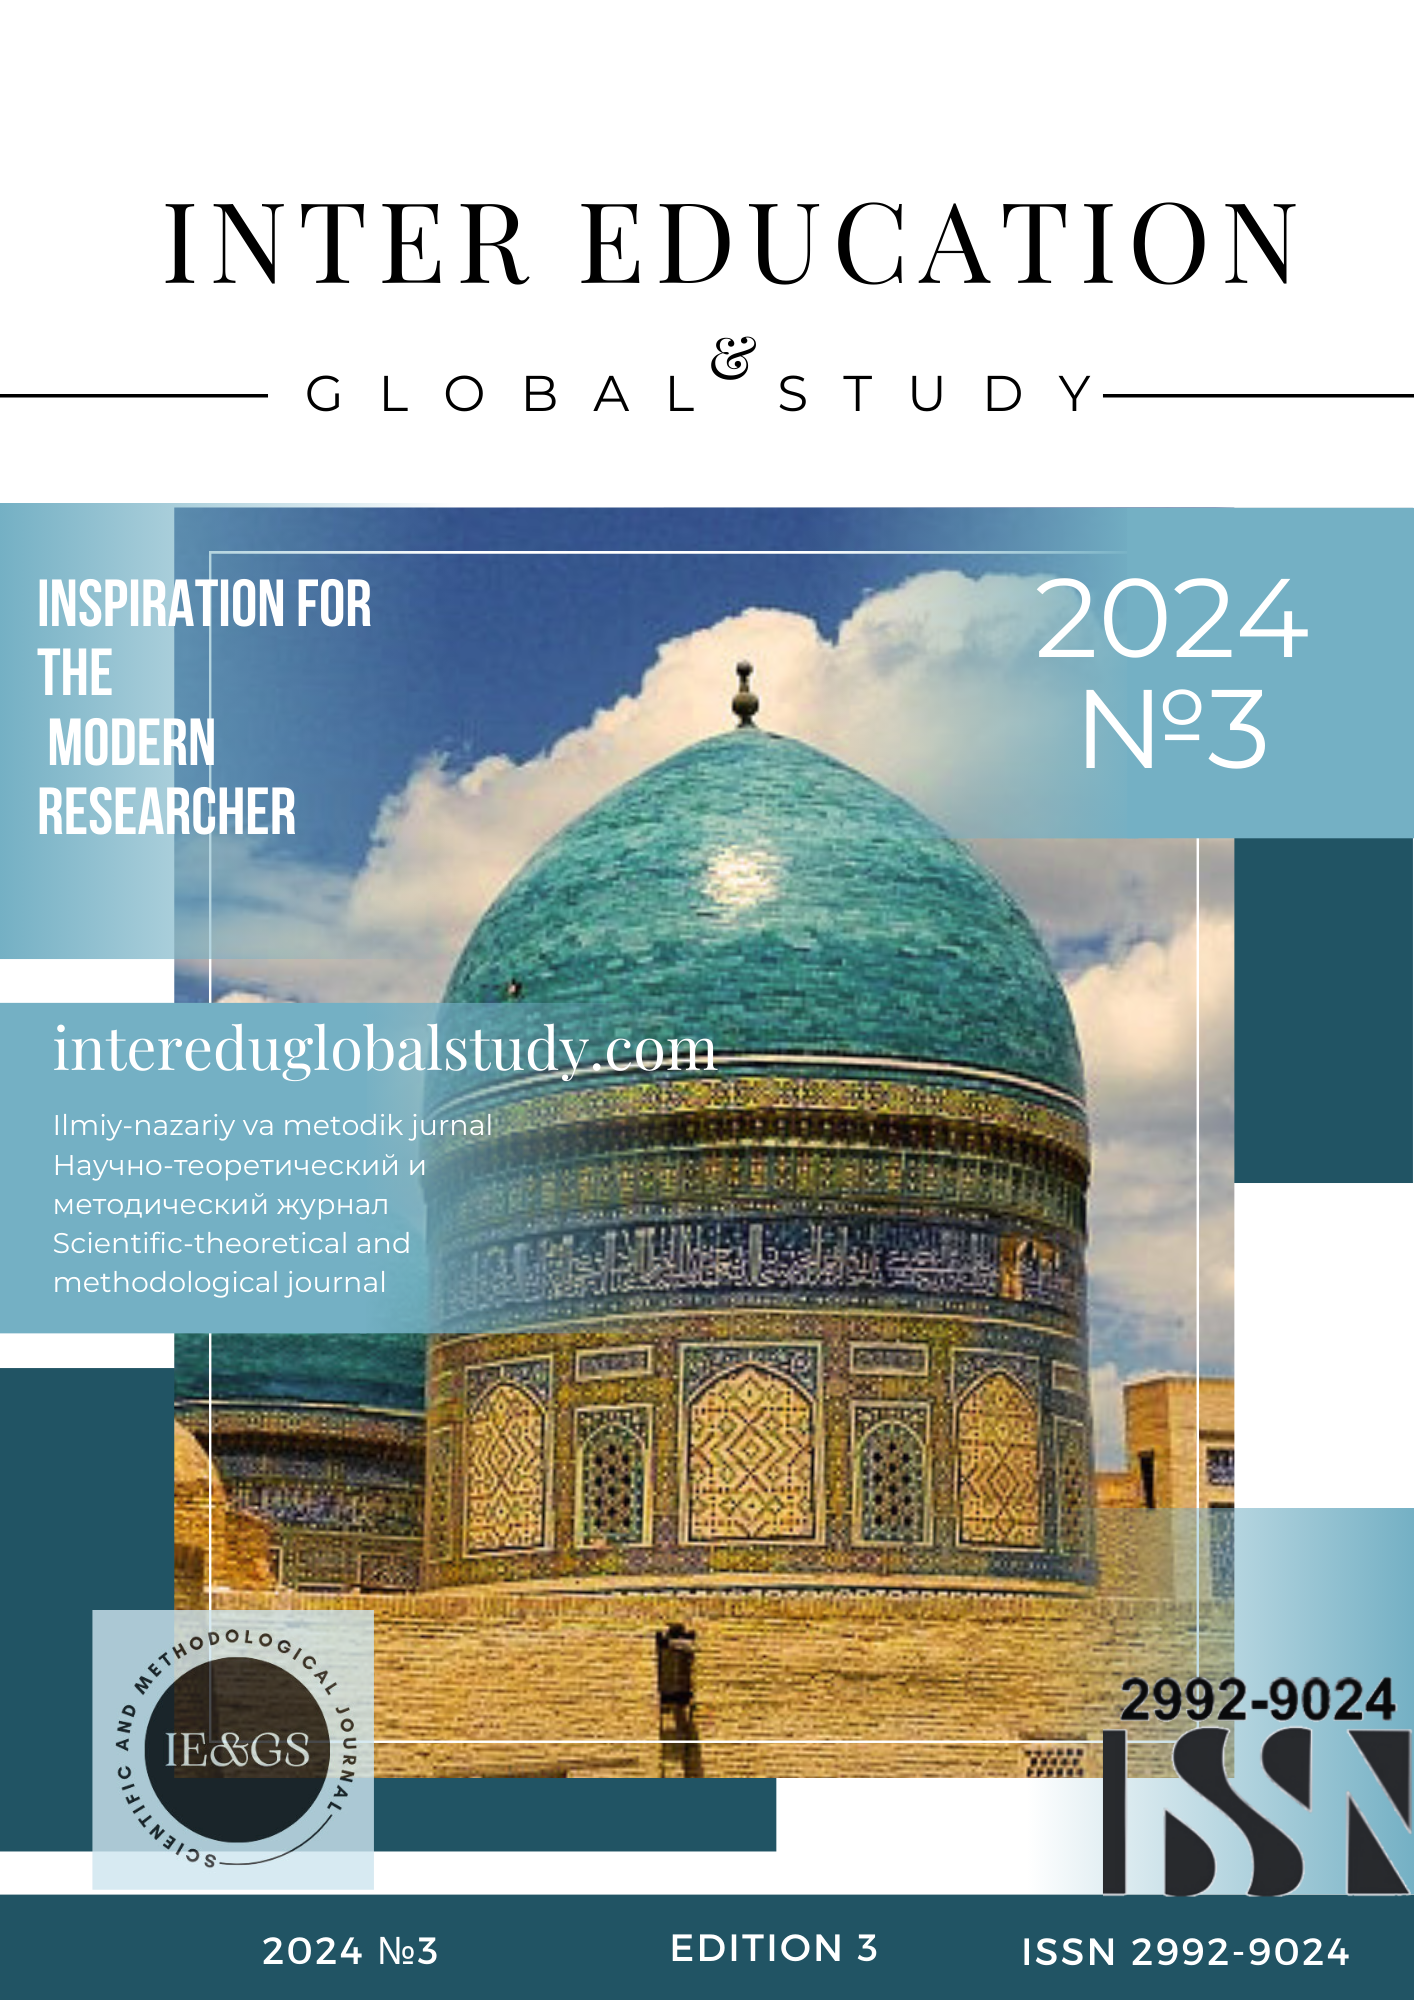 INTER EDUCATION
&
GLOBAL STUDY
INSPIRATION FOR
THE
MODERN
RESEARCHER
2024
№3
intereduglobalstudy.com
Ilmiy-nazariy va metodik jurnal
Научно-теоретический и
методический журнал
Scientific-theoretical and
methodological journal
SCIENTIFIC AND METHODOLOGICAL JOURNAL
IE&GS
2992-9024
ISSN
2024 №3
EDITION 3
ISSN 2992-9024